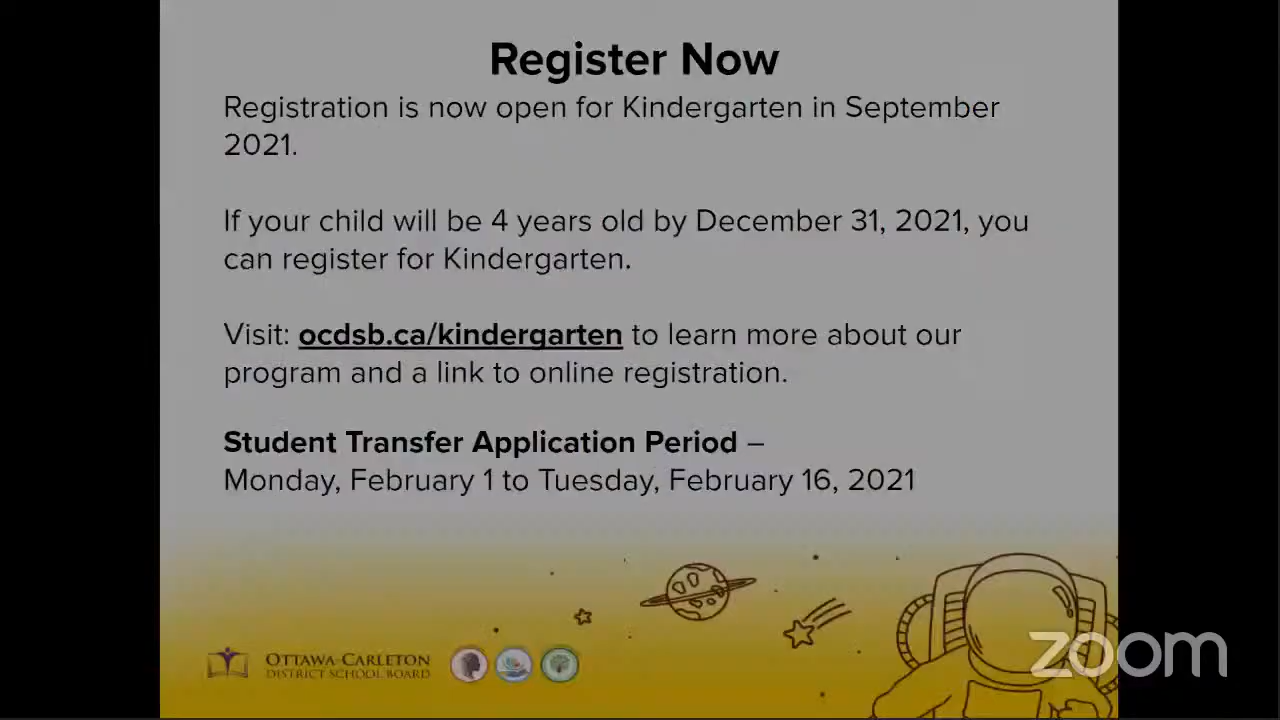 Register Now
Registration is now open for Kindergarten in September
2021.
If your child will be 4 years old by December 31, 2021, you
can register for Kindergarten.
Visit: ocdsb.ca/kindergarten to learn more about our
program and a link to online registration.
Student Transfer Application Period –
Monday, February 1 to Tuesday, February 16, 2021
OTTAWA-CARLETON
DISTRICT SCHOOL BOARD
zoom